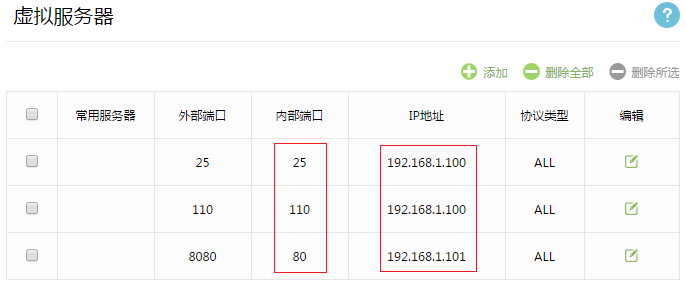 虚拟服务器
?
添加 删除全部 删除所选
常用服务器 外部端口 内部端口 IP地址 协议类型 编辑
25 25 192.168.1.100 ALL
110 110 192.168.1.100 ALL
8080 80 192.168.1.101 ALL